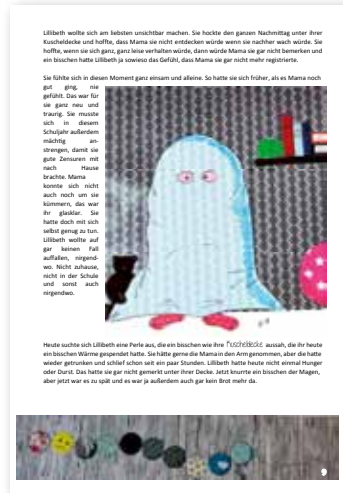 Lillibeth wollte sich am liebsten unsichtbar machen. Sie hockte den ganzen Nachmittag unter ihrer
Kuscheldecke und hoffte, dass Mama sie nicht entdecken würde wenn sie nachher wach würde. Sie
hoffte, wenn sie sich ganz, ganz leise verhalten, dann würde Mama sie gar nicht bemerken und
ein bisschen hatte Lillibeth ja sowieso das Gefühl, dass Mama sie gar nicht mehr registrierte.
Sie fühlte sich in diesen Moment ganz einsam und alleine. So hatte sie sich früher, als es Mama noch
gut ging, nie
gefühlt. Das war für
sie ganz neu und
traurig. Sie musste
sich in diesem
Schuljahr außerdem
mächtig an-
strengen, damit sie
gute Zensuren mit
nach Hause
brachte. Mama
konnte sich nicht
auch noch um sie
kümmern, das war
ihr glasklar. Sie
hatte doch mit sich
selbst genug zu tun.
Lillibeth wollte auf
gar keinen Fall
auffallen, nirgend-
wo. Nicht zuhause,
nicht in der Schule
und sonst auch
nirgendwo.
Heute suchte sich Lillibeth eine Perle aus, die ein bisschen wie ihre Kuscheldecke aussah, die ihr heute
ein bisschen Wärme gespendet hatte. Sie hätte gerne die Mama in den Arm genommen, aber die hatte
wieder getrunken und schlief schon seit ein paar Stunden. Lillibeth hatte heute nicht einmal Hunger
oder Durst. Das hatte sie gar nicht gemerkt unter ihrer Decke. Jetzt knurrte ein bisschen der Magen,
aber jetzt war es zu spät und es war ja außerdem auch gar kein Brot mehr da.
9